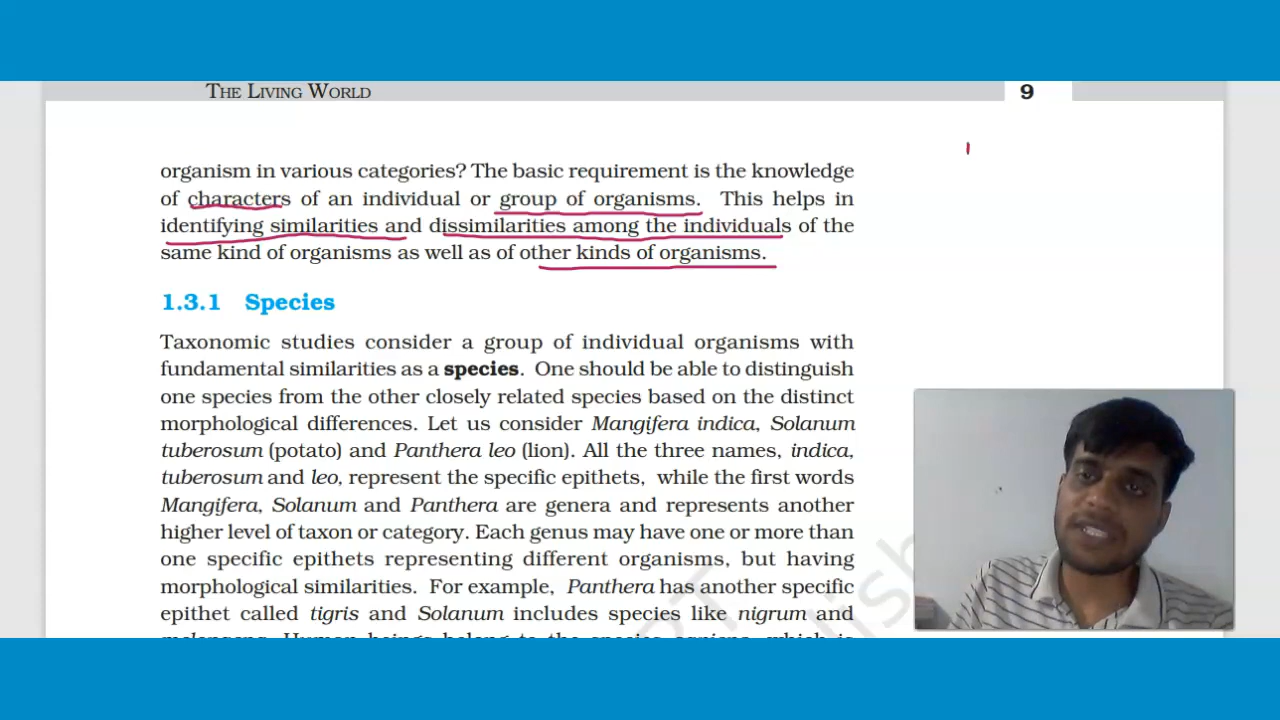 THE LIVING WORLD 9
organism in various categories? The basic requirement is the knowledge
of characters of an individual or group of organisms. This helps in
identifying similarities and dissimilarities among the individuals of the
same kind of organisms as well as of other kinds of organisms.
1.3.1 Species
Taxonomic studies consider a group of individual organisms with
fundamental similarities as a species. One should be able to distinguish
one species from the other closely related species based on the distinct
morphological differences. Let us consider Mangifera indica, Solanum
tuberosum (potato) and Panthera leo (lion). All the three names, indica,
tuberosum and leo, represent the specific epithets, while the first words
Mangifera, Solanum and Panthera are genera and represents another
higher level of taxon or category. Each genus may have one or more than
one specific epithets representing different organisms, but having
morphological similarities. For example, Panthera has another specific
epithet called tigris and Solanum includes species like nigrum and